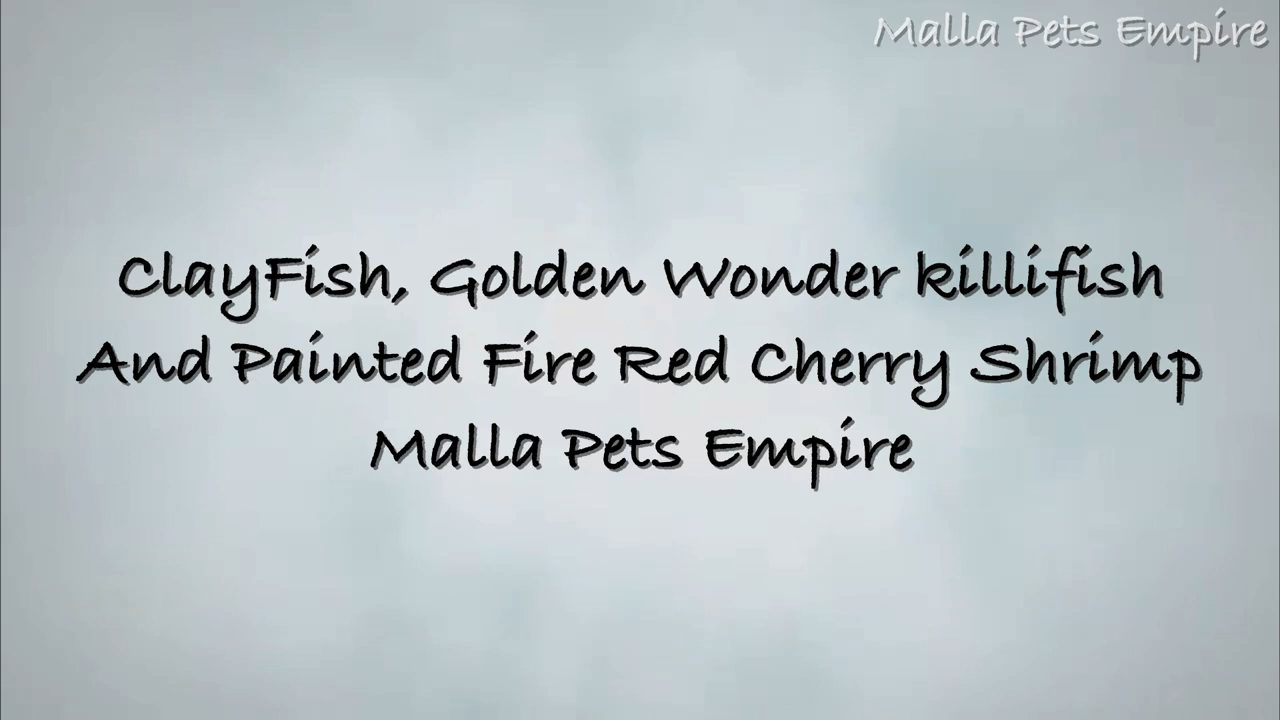 Malla Pets Empire
ClayFish, Golden Wonder killifish
And Painted Fire Red Cherry Shrimp
Malla Pets Empire